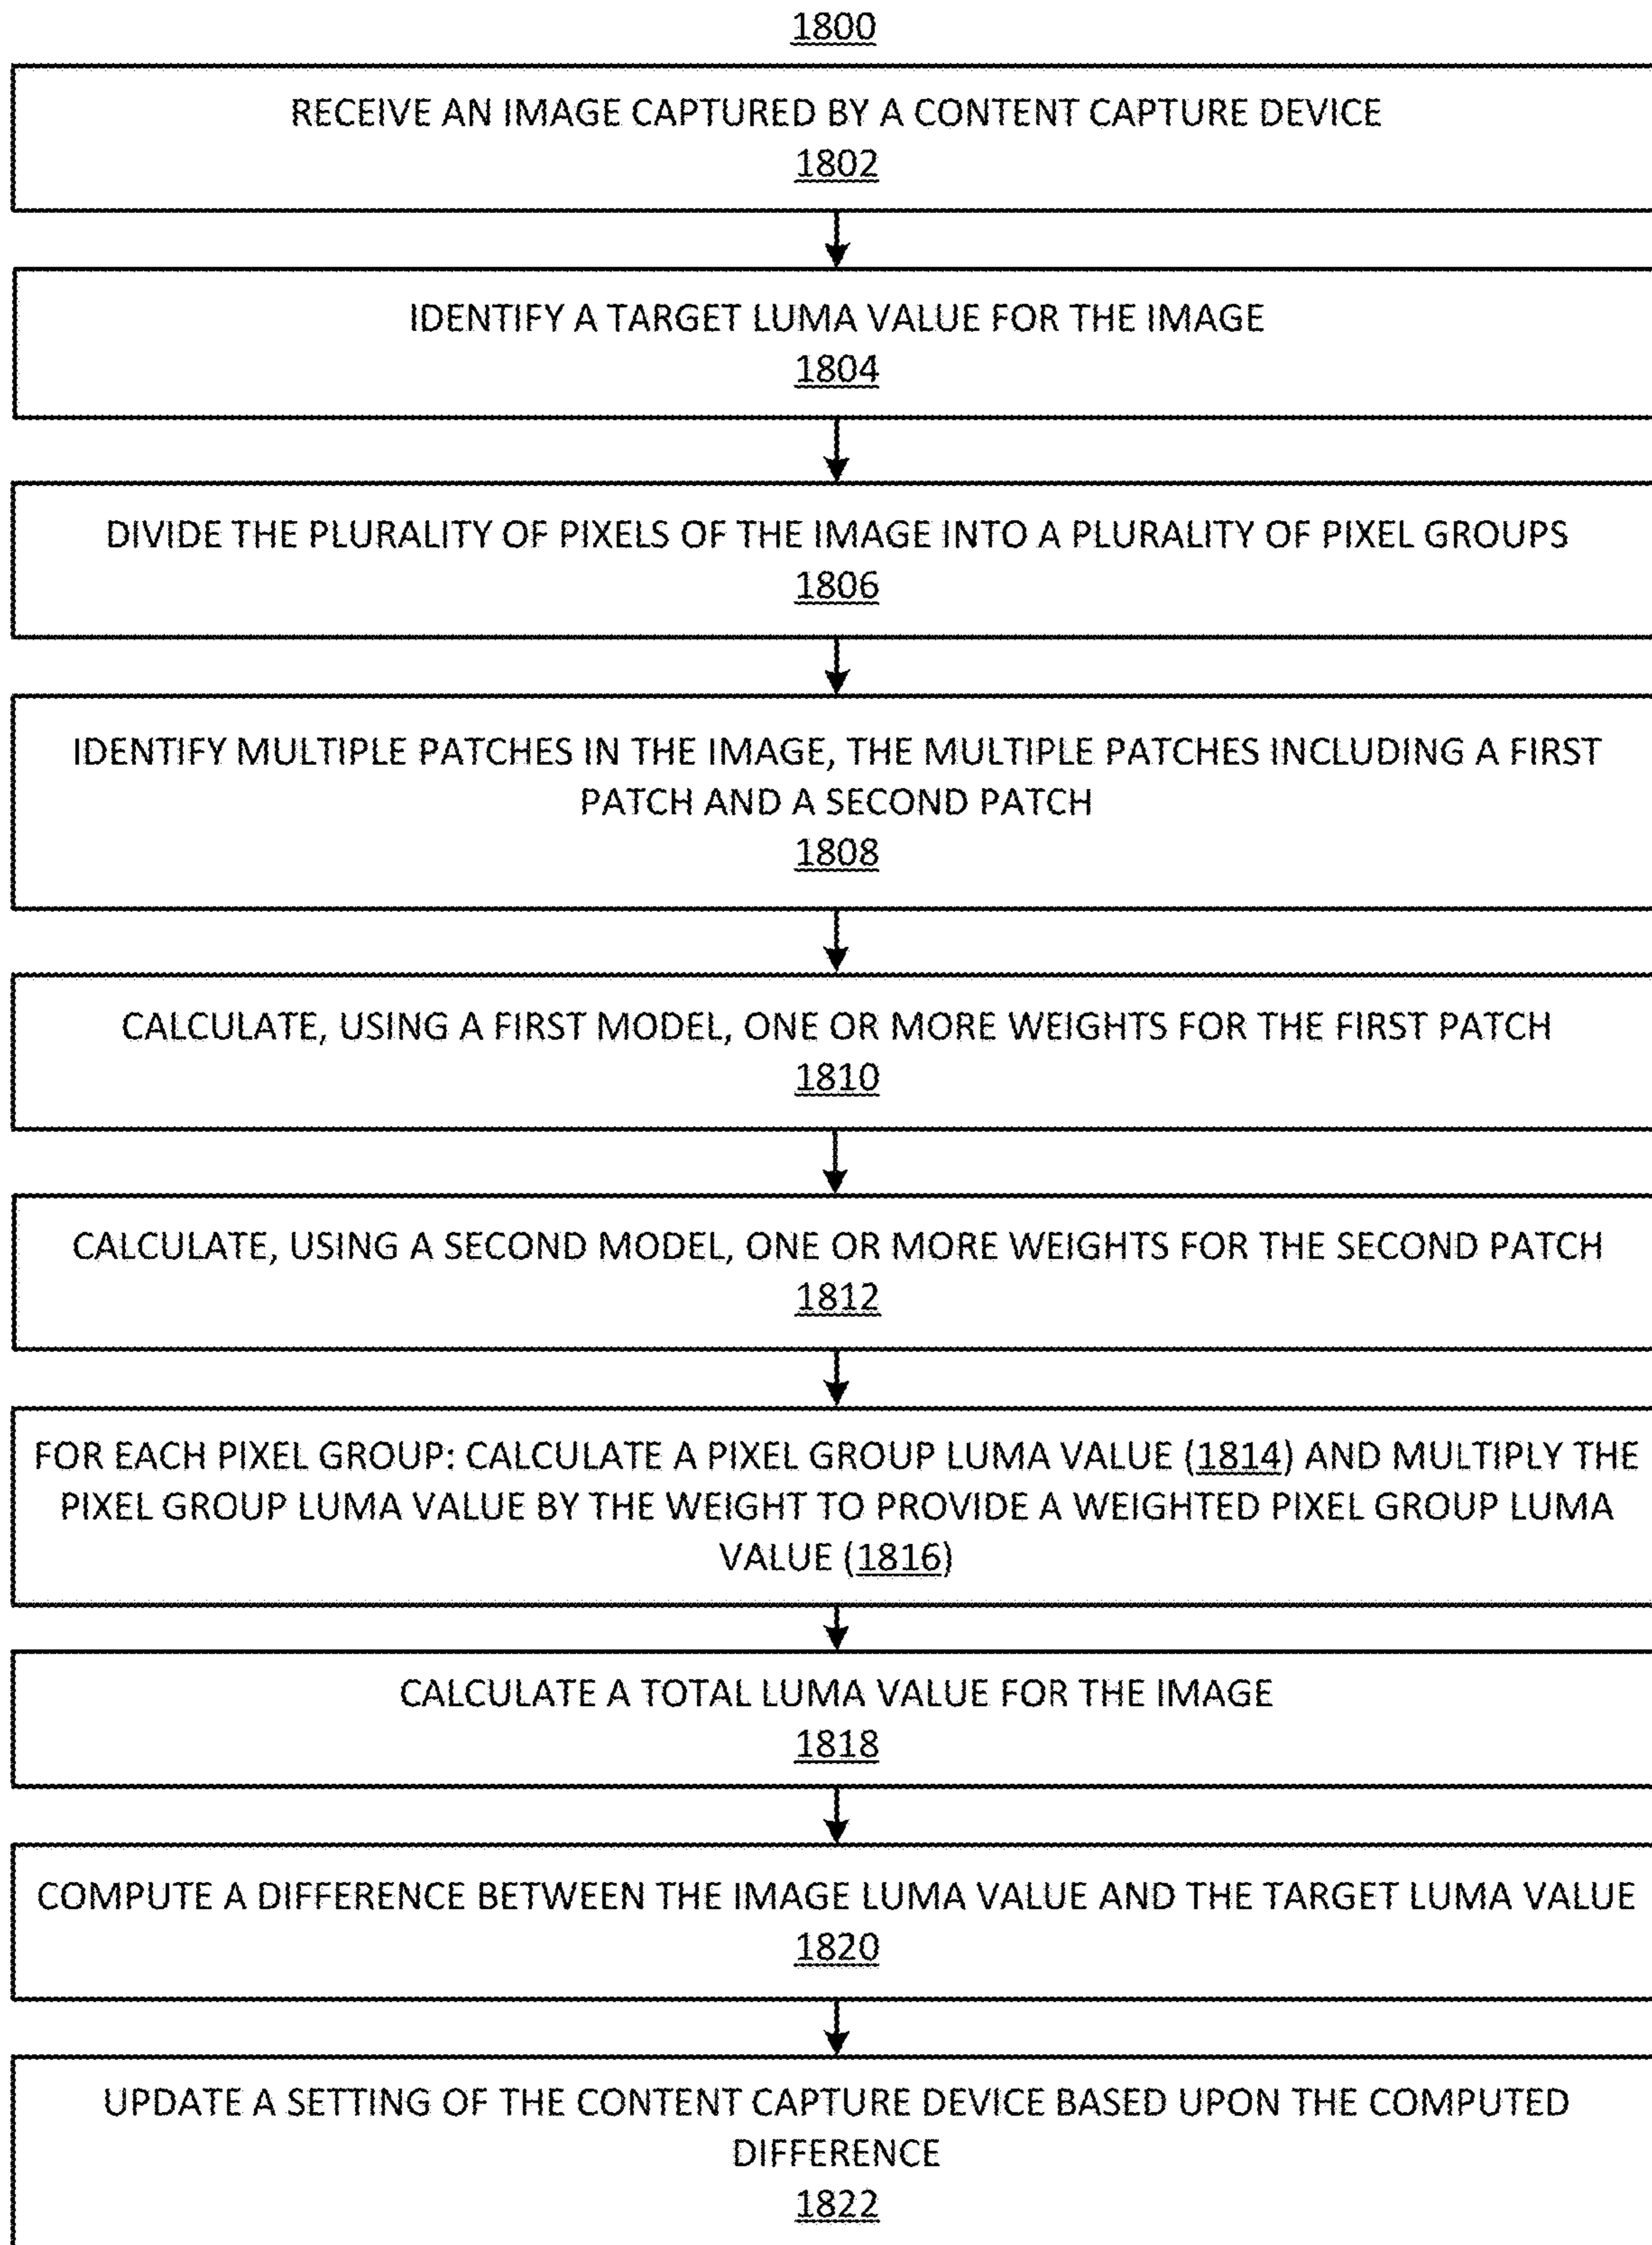 1800
RECEIVE AN IMAGE CAPTURED BY A CONTENT CAPTURE DEVICE
1802
IDENTIFY A TARGET LUMA VALUE FOR THE IMAGE
1804
DIVIDE THE PLURALITY OF PIXELS OF THE IMAGE INTO A PLURALITY OF PIXEL GROUPS
1806
IDENTIFY MULTIPLE PATCHES IN THE IMAGE, THE MULTIPLE PATCHES INCLUDING A FIRST
PATCH AND A SECOND PATCH
1808
CALCULATE, USING A FIRST MODEL, ONE OR MORE WEIGHTS FOR THE FIRST PATCH
1810
CALCULATE, USING A SECOND MODEL, ONE OR MORE WEIGHTS FOR THE SECOND PATCH
1812
FOR EACH PIXEL GROUP: CALCULATE A PIXEL GROUP LUMA VALUE (1814) AND MULTIPLY THE
PIXEL GROUP LUMA VALUE BY THE WEIGHT TO PROVIDE A WEIGHTED PIXEL GROUP LUMA
VALUE (1816)
CALCULATE A TOTAL LUMA VALUE FOR THE IMAGE
1818
COMPUTE A DIFFERENCE BETWEEN THE IMAGE LUMA VALUE AND THE TARGET LUMA VALUE
1820
UPDATE A SETTING OF THE CONTENT CAPTURE DEVICE BASED UPON THE COMPUTED
DIFFERENCE
1822